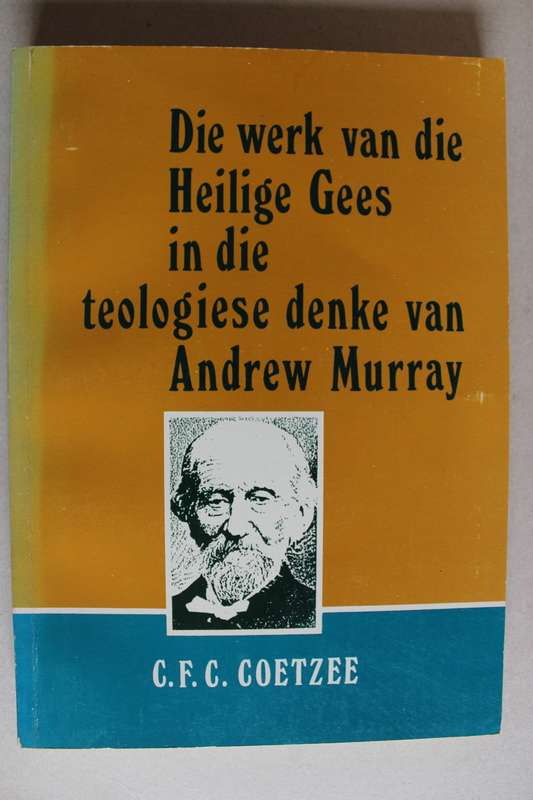 Die werk van die
Heilige Gees
in die
teologiese denke van
Andrew Murray
C.F.C. COETZEE